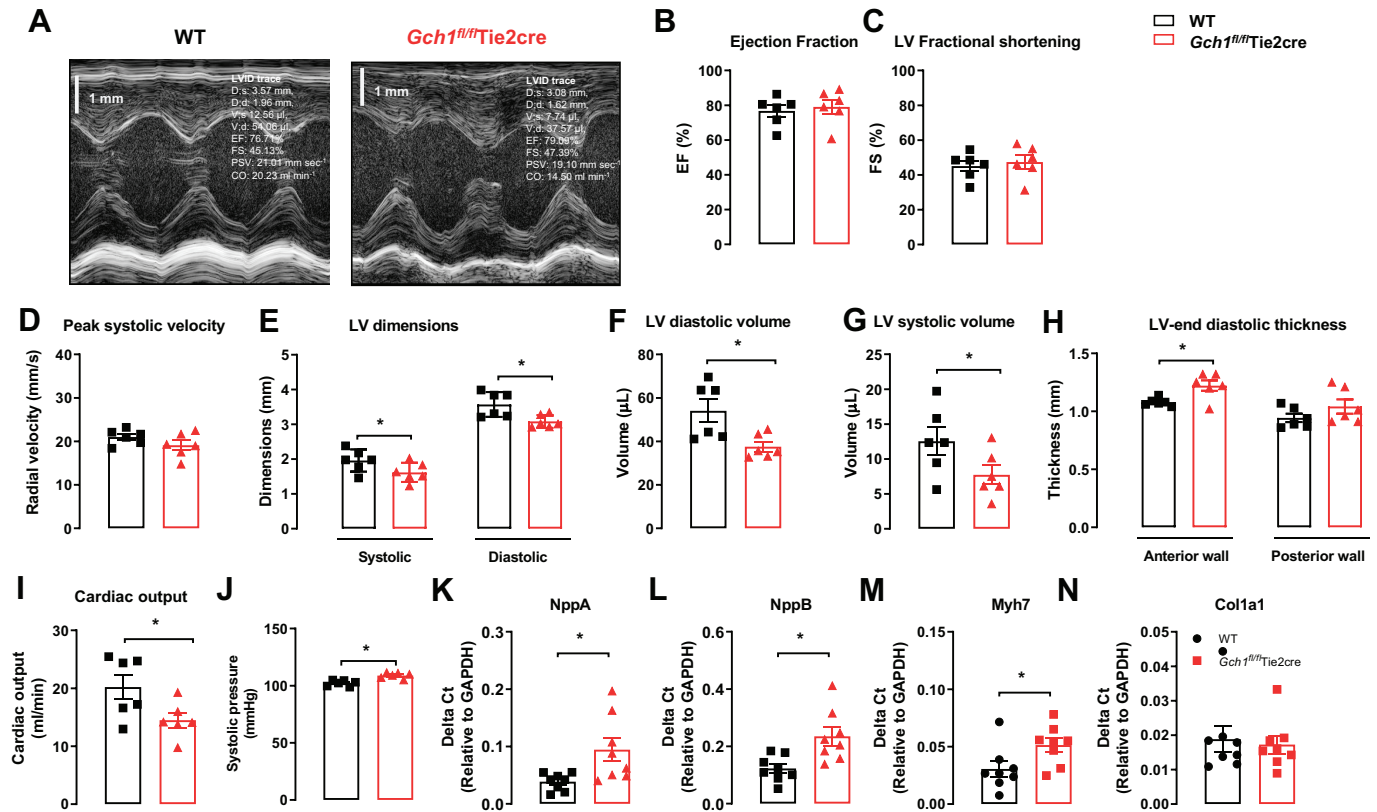 A
WT
Gch1fl/flTie2cre
1 mm
LVID trace
D;s: 3.57 mm,
D;d: 1.96 mm,
V;s 12.56 µl,
V;d: 54.06 µl,
EF: 76.71%
FS: 45.13%
PSV: 21.01 mm sec-1
CO: 20.23 ml min-1
1 mm
LVID trace
D;s: 3.08 mm,
D;d: 1.62 mm,
V;s: 7.74 µl,
V;d: 37.57 µl,
EF: 79.09%
FS: 47.39%
PSV: 19.10 mm sec-1
CO: 14.50 ml min-1
B
Ejection Fraction
EF (%)
100
80
60
40
20
0
C
LV Fractional shortening
FS (%)
100
80
60
40
20
0
WT
Gch1fl/flTie2cre
D
Peak systolic velocity
Radial velocity (mm/s)
40
30
20
10
0
E
LV dimensions
Dimensions (mm)
5
4
3
2
1
0
*
*
Systolic
Diastolic
F
LV diastolic volume
Volume (µL)
80
60
40
20
0
*
G
LV systolic volume
Volume (µL)
25
20
15
10
5
0
*
H
LV-end diastolic thickness
Thickness (mm)
1.5
1.0
0.5
0.0
*
Anterior wall
Posterior wall
I
Cardiac output
Cardiac output
(ml/min)
30
20
10
0
*
J
Systolic pressure
(mmHg)
150
100
50
0
*
K
NppA
Delta Ct
(Relative to GAPDH)
0.3
0.2
0.1
0.0
*
L
NppB
Delta Ct
(Relative to GAPDH)
0.6
0.4
0.2
0.0
*
M
Myh7
Delta Ct
(Relative to GAPDH)
0.15
0.10
0.05
0.00
*
N
Col1a1
Delta Ct
(Relative to GAPDH)
0.05
0.04
0.03
0.02
0.01
0.00
WT
Gch1fl/flTie2cre